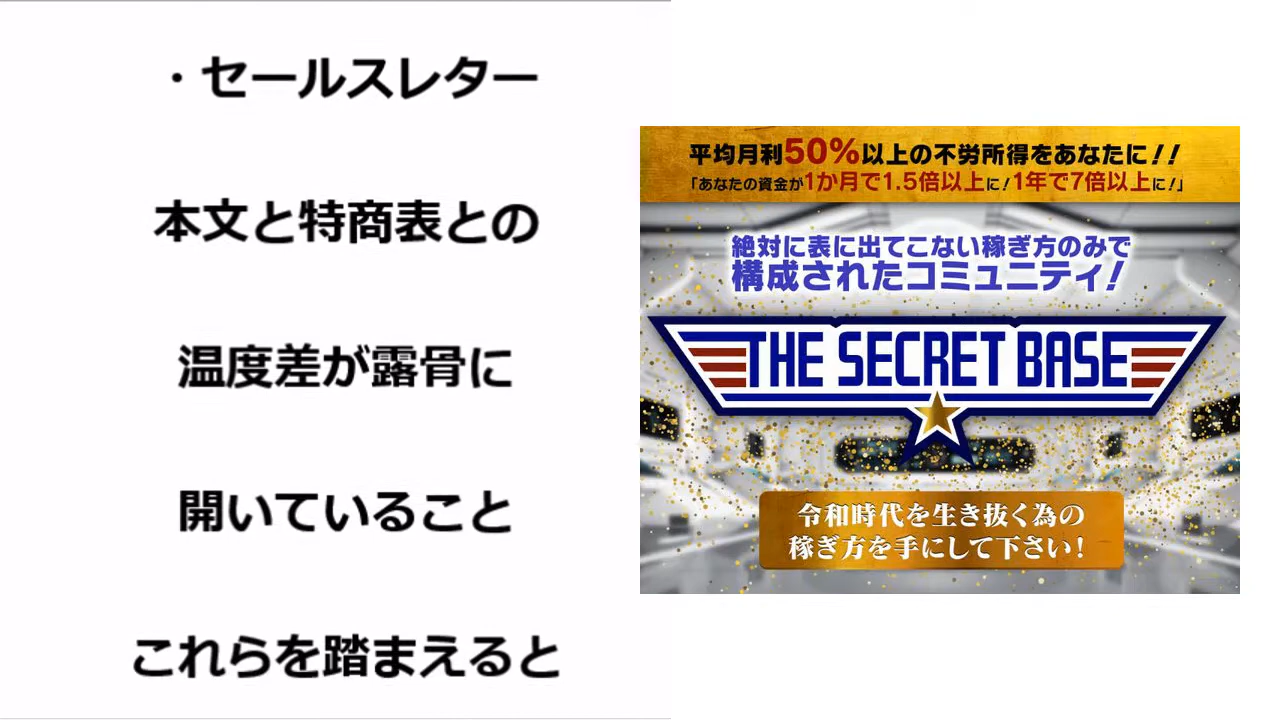 ・セールスレター
本文と特商表との
温度差が露骨に
開いていること
これらを踏まえると
平均月利50%以上の不労所得をあなたに!!
「あなたの資金が1か月で1.5倍以上に!1年で7倍以上に!」
絶対に表に出てこない稼ぎ方のみで
構成されたコミュニティ!
THE SECRET BASE
令和時代を生き抜く為の
稼ぎ方を手にして下さい!